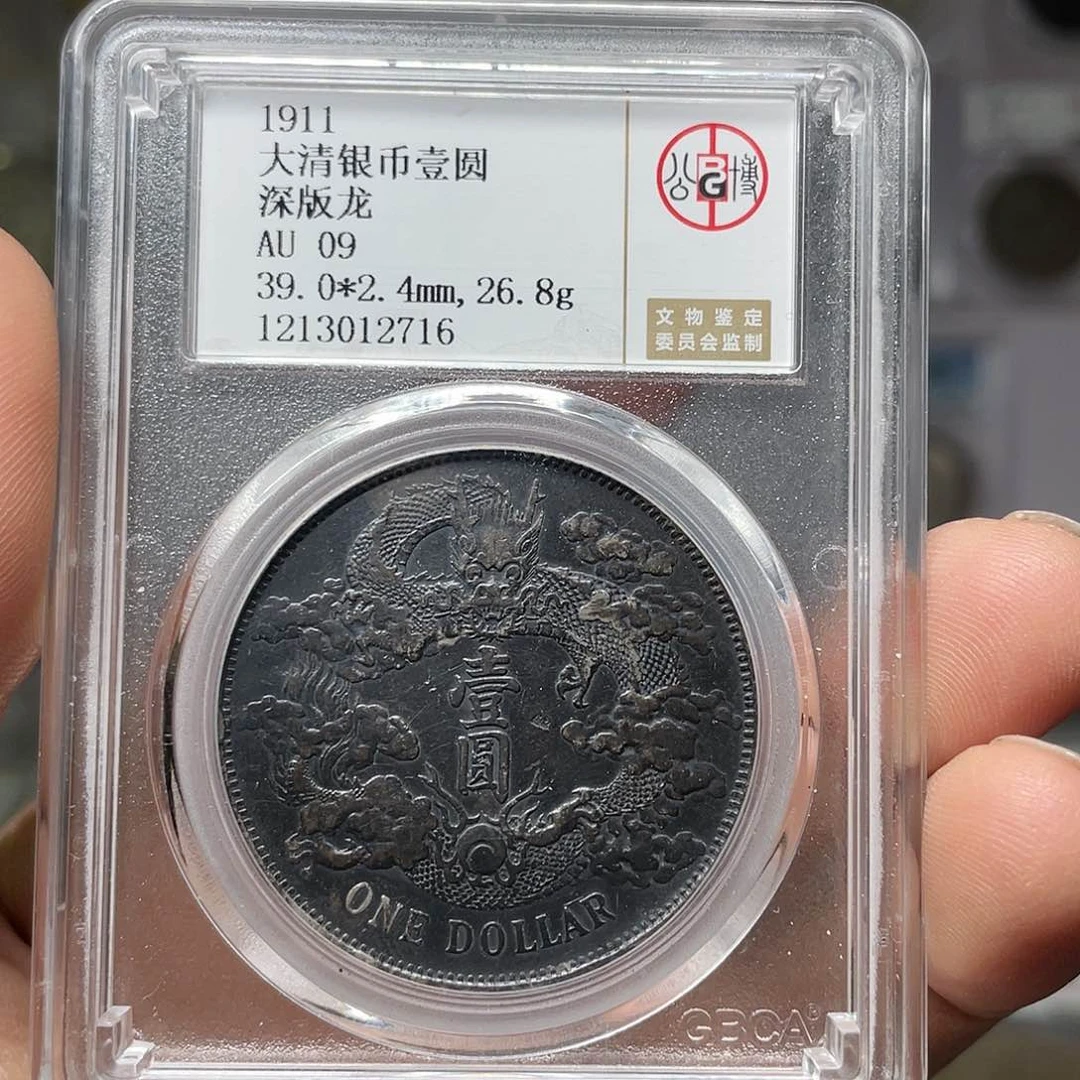 1911
大清银币壹圆
深版龙
AU 09
39.0*2.4mm,26.8g
1213012716
公 BG 博
文物鉴定
委员会监制
壹圆
ONE DOLLAR
GBCA®